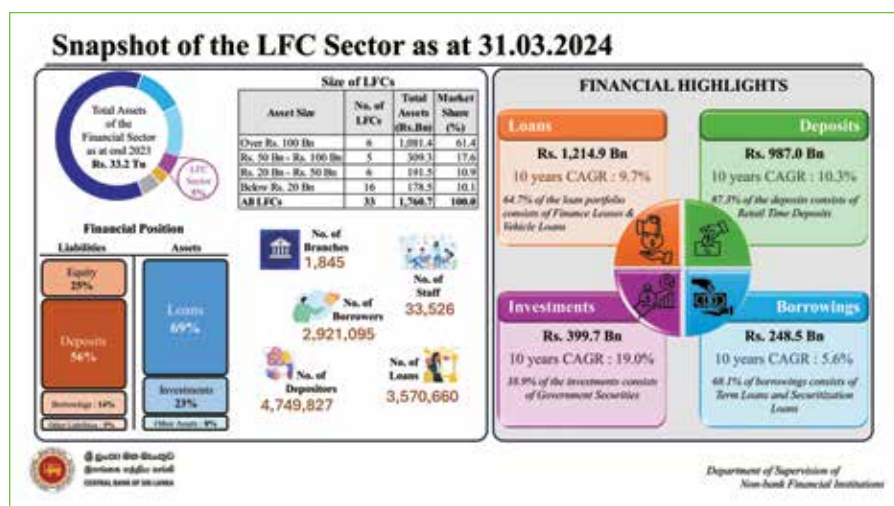 Snapshot of the LFC Sector as at 31.03.2024
Total Assets
of the
Financial Sector
as at end 2023
Rs. 33.2 Tn
LFC
Sector
Size of LFCs
Asset Size No. of LFCs Total Assets (Rs.Bn) Market Share (%)
Over Rs. 100 Bn 6 1,081.4 61.4
Rs. 50 Bn - Rs. 100 Bn 5 309.3 17.6
Rs. 20 Bn - Rs. 50 Bn 6 191.5 10.9
Below Rs. 20 Bn 16 178.5 10.1
All LFCs 33 1,760.7 100.0
Financial Position
Liabilities Assets
Equity
25%
Deposits
56%
Borrowings : 14%
Other Liabilities :
Loans
69%
Investments
23%
Other Assets : 8%
No. of
Branches
1,845
No. of
Staff
33,526
No. of
Borrowers
2,921,095
No. of
Depositors
4,749,827
No. of
Loans
3,570,660
FINANCIAL HIGHLIGHTS
Loans
Rs. 1,214.9 Bn
10 years CAGR : 9.7%
64.7% of the loan portfolio
consists of Finance Leases &
Vehicle Loans
Deposits
Rs. 987.0 Bn
10 years CAGR : 10.3%
87.3% of the deposits consists of
Retail Time Deposits
Investments
Rs. 399.7 Bn
10 years CAGR : 19.0%
38.9% of the investments consists
of Government Securities
Borrowings
Rs. 248.5 Bn
10 years CAGR : 5.6%
68.1% of borrowings consists of
Term Loans and Securitization
Loans
ශ්‍රී ලංකා මහ බැංකුව
இலங்கை மத்திய வங்கி
CENTRAL BANK OF SRI LANKA
Department of Supervision of
Non-bank Financial Institutions